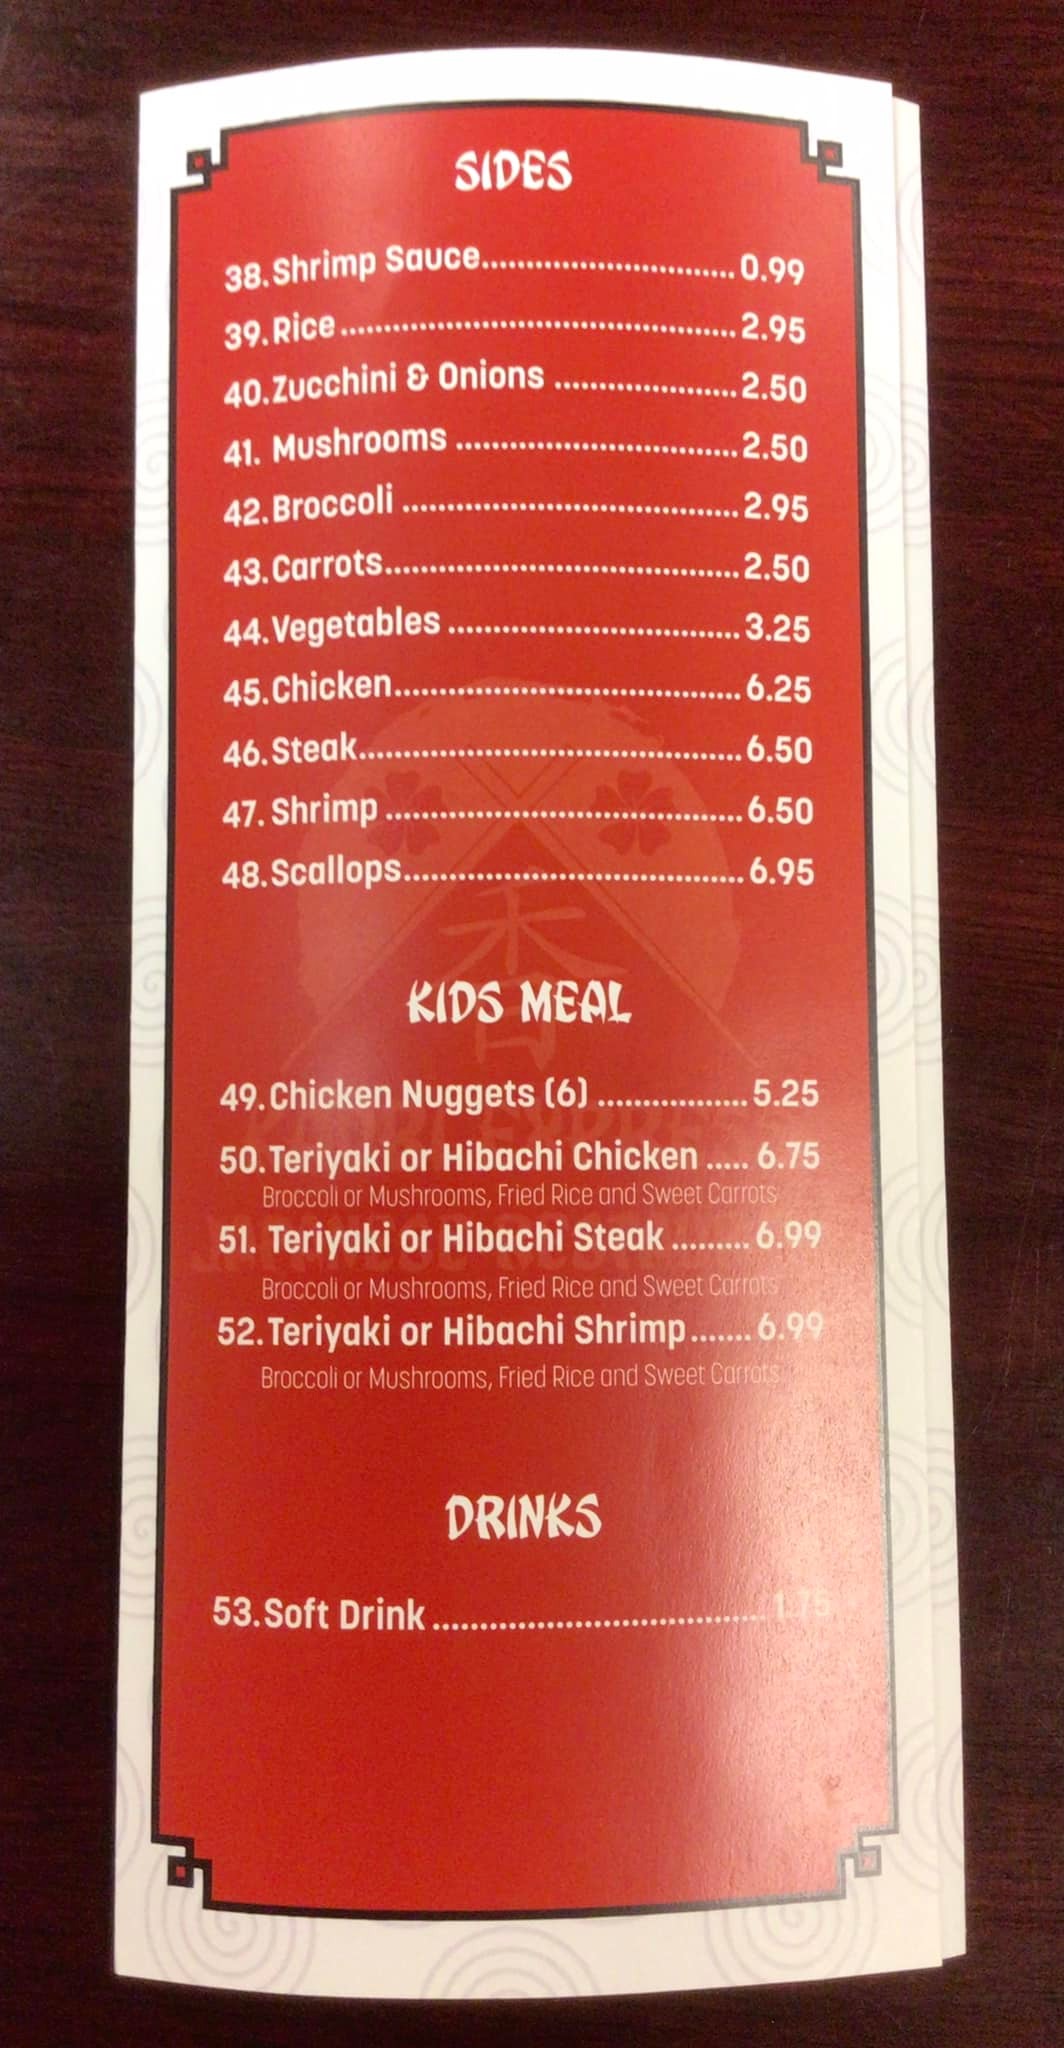 SIDES
38. Shrimp Sauce............................0.99
39. Rice............................................2.95
40. Zucchini & Onions ....................2.50
41. Mushrooms ...............................2.50
42. Broccoli .....................................2.95
43. Carrots.......................................2.50
44. Vegetables ................................3.25
45. Chicken......................................6.25
46. Steak..........................................6.50
47. Shrimp .......................................6.50
48. Scallops.....................................6.95
香
KIDS MEAL
49. Chicken Nuggets (6) ................5.25
50. Teriyaki or Hibachi Chicken ..... 6.75
Broccoli or Mushrooms, Fried Rice and Sweet Carrots
51. Teriyaki or Hibachi Steak ......... 6.99
Broccoli or Mushrooms, Fried Rice and Sweet Carrots
52. Teriyaki or Hibachi Shrimp....... 6.99
Broccoli or Mushrooms, Fried Rice and Sweet Carrots
DRINKS
53. Soft Drink ................................... 1.75